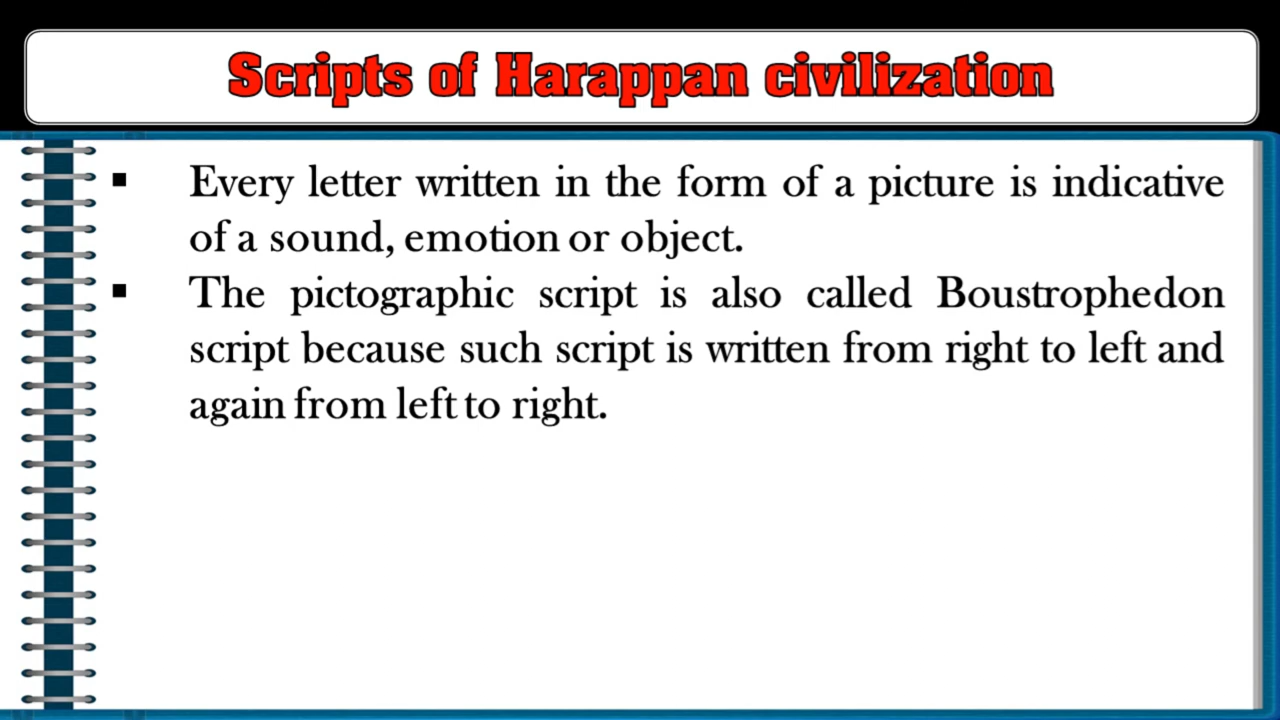 Scripts of Harappan civilization
▪ Every letter written in the form of a picture is indicative
of a sound, emotion or object.
▪ The pictographic script is also called Boustrophedon
script because such script is written from right to left and
again from left to right.